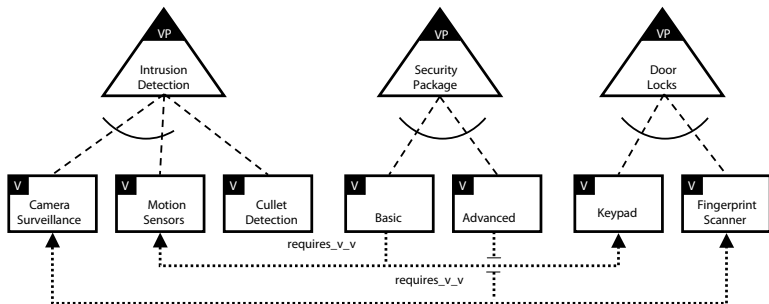 VP
VP
VP
Intrusion
Detection
Security
Package
Door
Locks
V
V
V
V
V
V
V
Camera
Surveillance
Motion
Sensors
Cullet
Detection
Basic
Advanced
Keypad
Fingerprint
Scanner
requires_v_v
requires_v_v